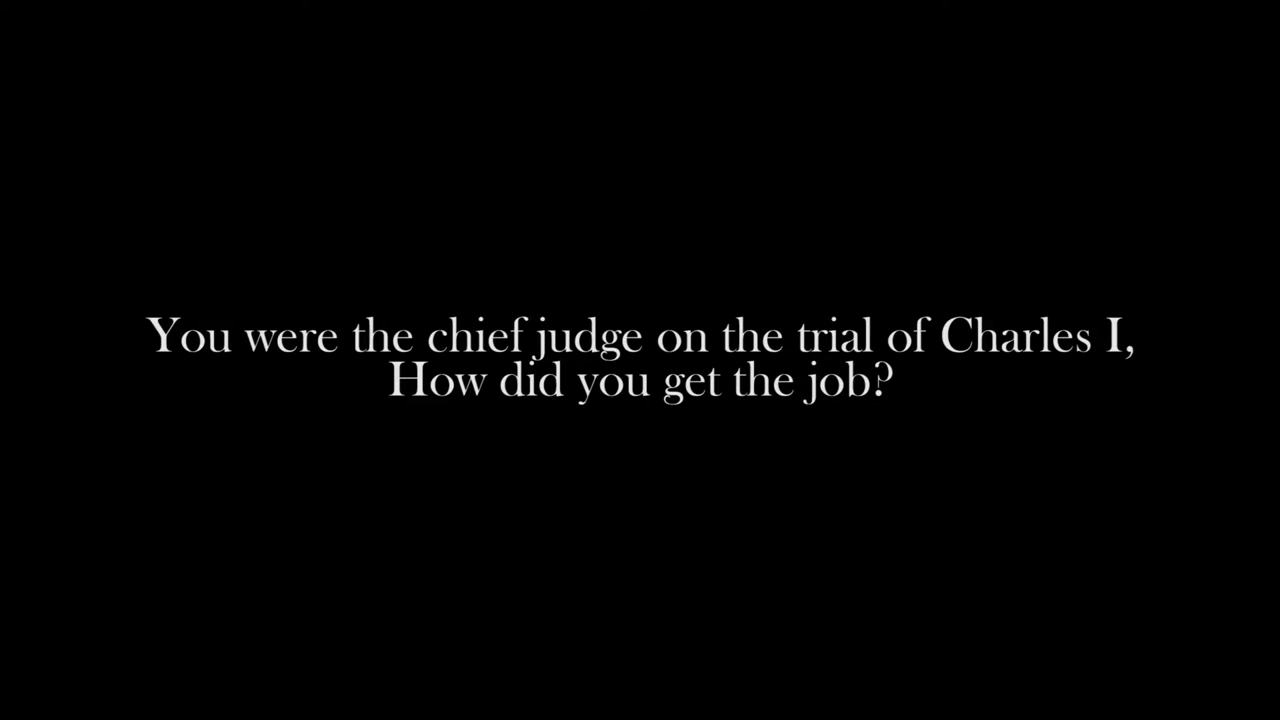 You were the chief judge on the trial of Charles I,
How did you get the job?